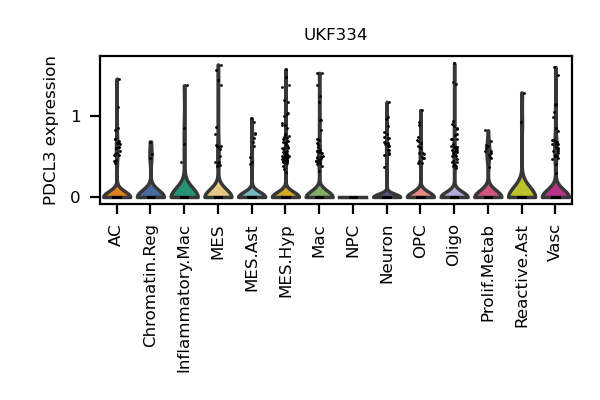 UKF334
PDCL3 expression
1
0
AC
Chromatin.Reg
Inflammatory.Mac
MES
MES.Ast
MES.Hyp
Mac
NPC
Neuron
OPC
Oligo
Prolif.Metab
Reactive.Ast
Vasc